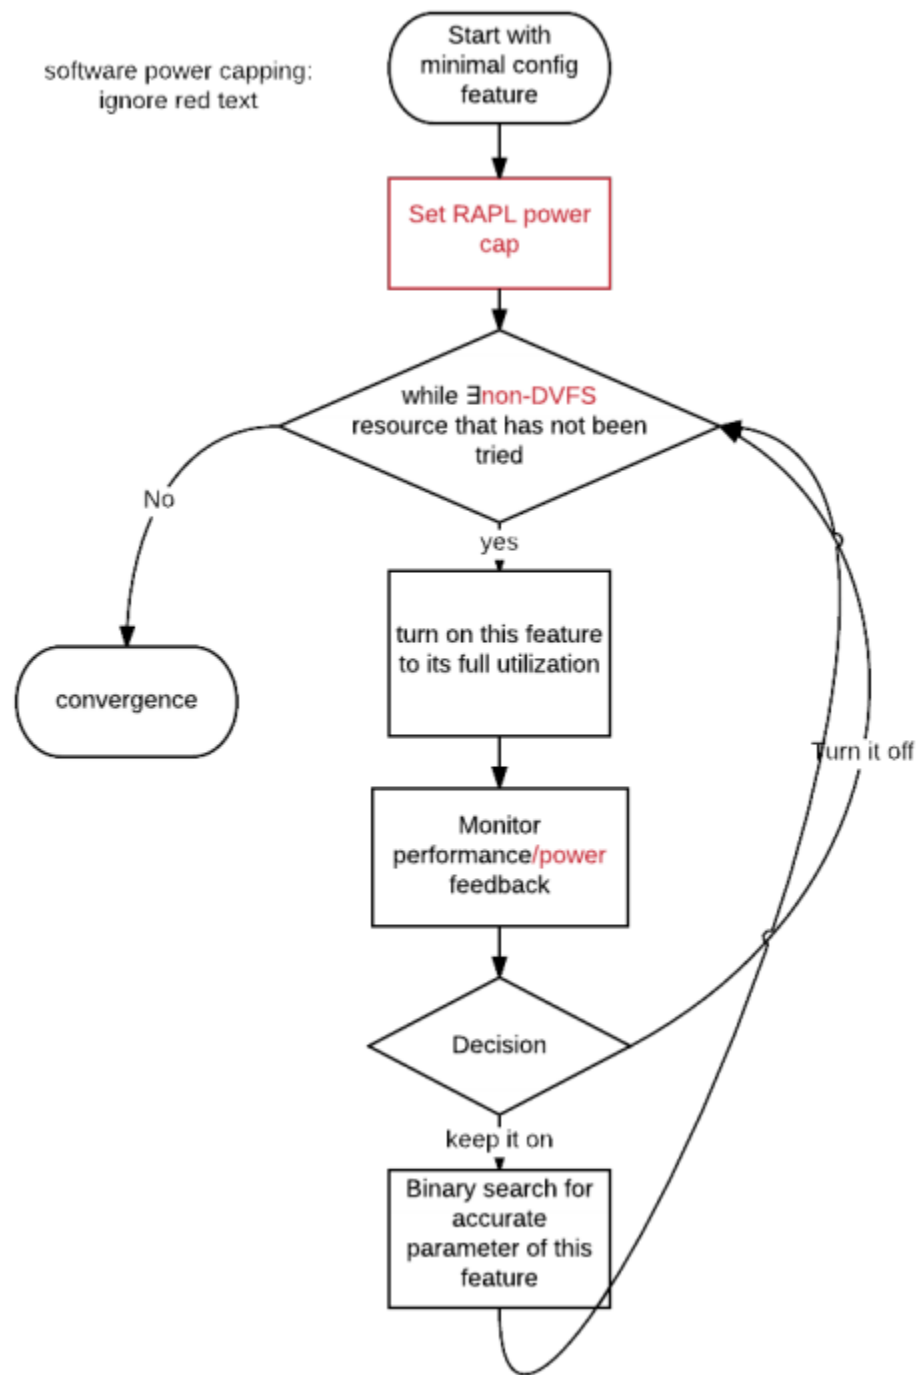 software power capping:
ignore red text
Start with
minimal config
feature
Set RAPL power
cap
while ∃non-DVFS
resource that has not been
tried
No
yes
convergence
turn on this feature
to its full utilization
Turn it off
Monitor
performance/power
feedback
Decision
keep it on
Binary search for
accurate
parameter of this
feature